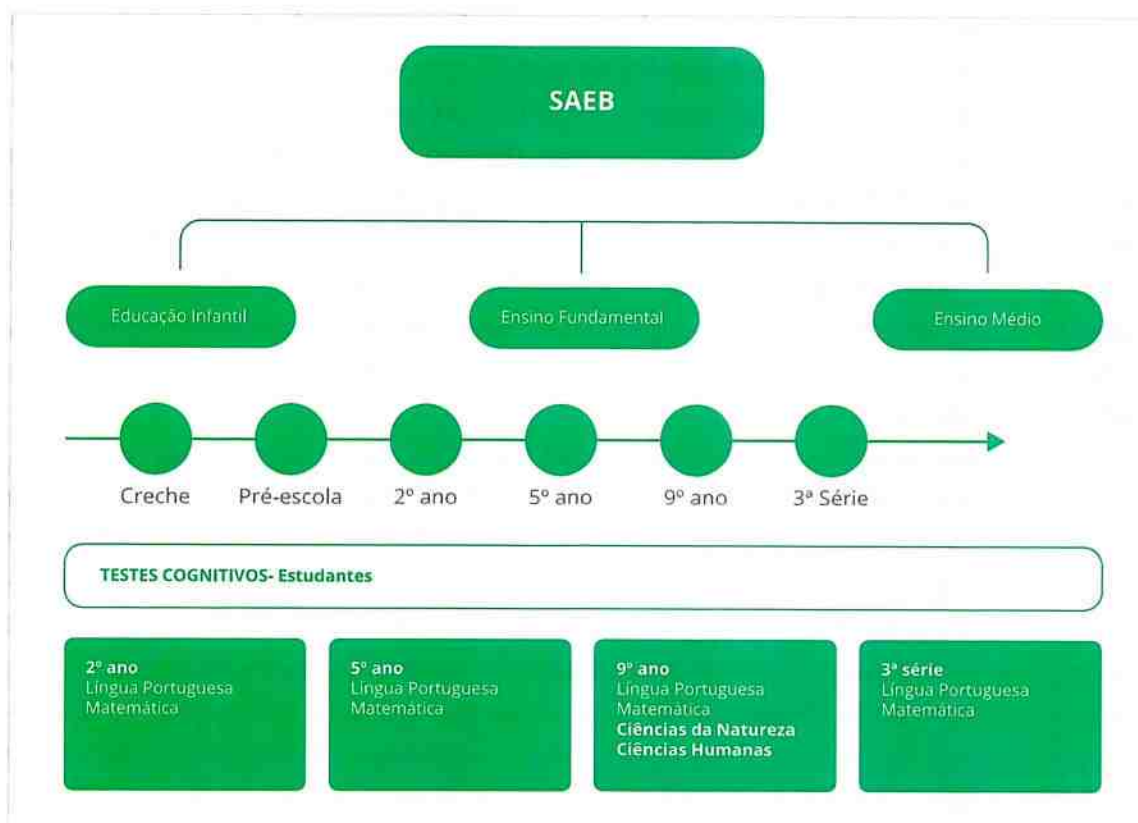 SAEB
Educação Infantil
Ensino Fundamental
Ensino Médio
Creche
Pré-escola
2º ano
5º ano
9º ano
3ª Série
TESTES COGNITIVOS- Estudantes
2º ano
Língua Portuguesa
Matemática
5º ano
Língua Portuguesa
Matemática
9º ano
Língua Portuguesa
Matemática
Ciências da Natureza
Ciências Humanas
3ª série
Língua Portuguesa
Matemática